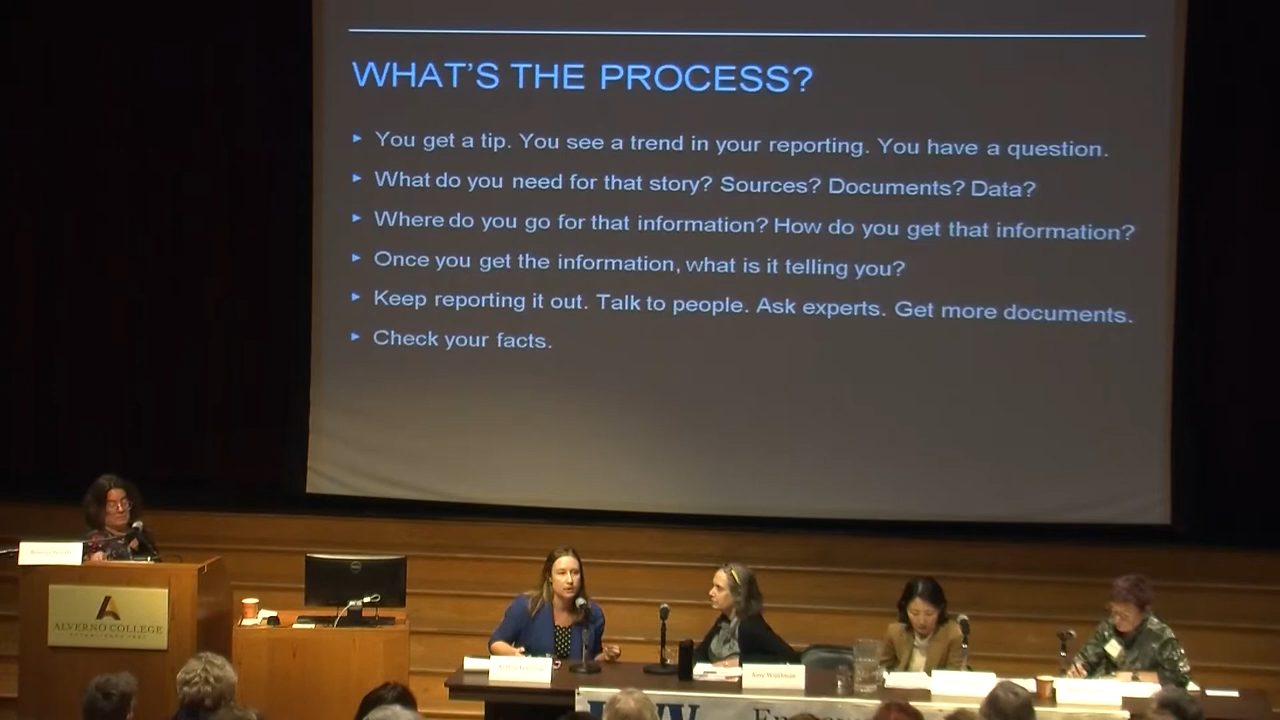 WHAT'S THE PROCESS?
▸ You get a tip. You see a trend in your reporting. You have a question.
▸ What do you need for that story? Sources? Documents? Data?
▸ Where do you go for that information? How do you get that information?
▸ Once you get the information, what is it telling you?
▸ Keep reporting it out. Talk to people. Ask experts. Get more documents.
▸ Check your facts.
DELL
ALVERNO COLLEGE